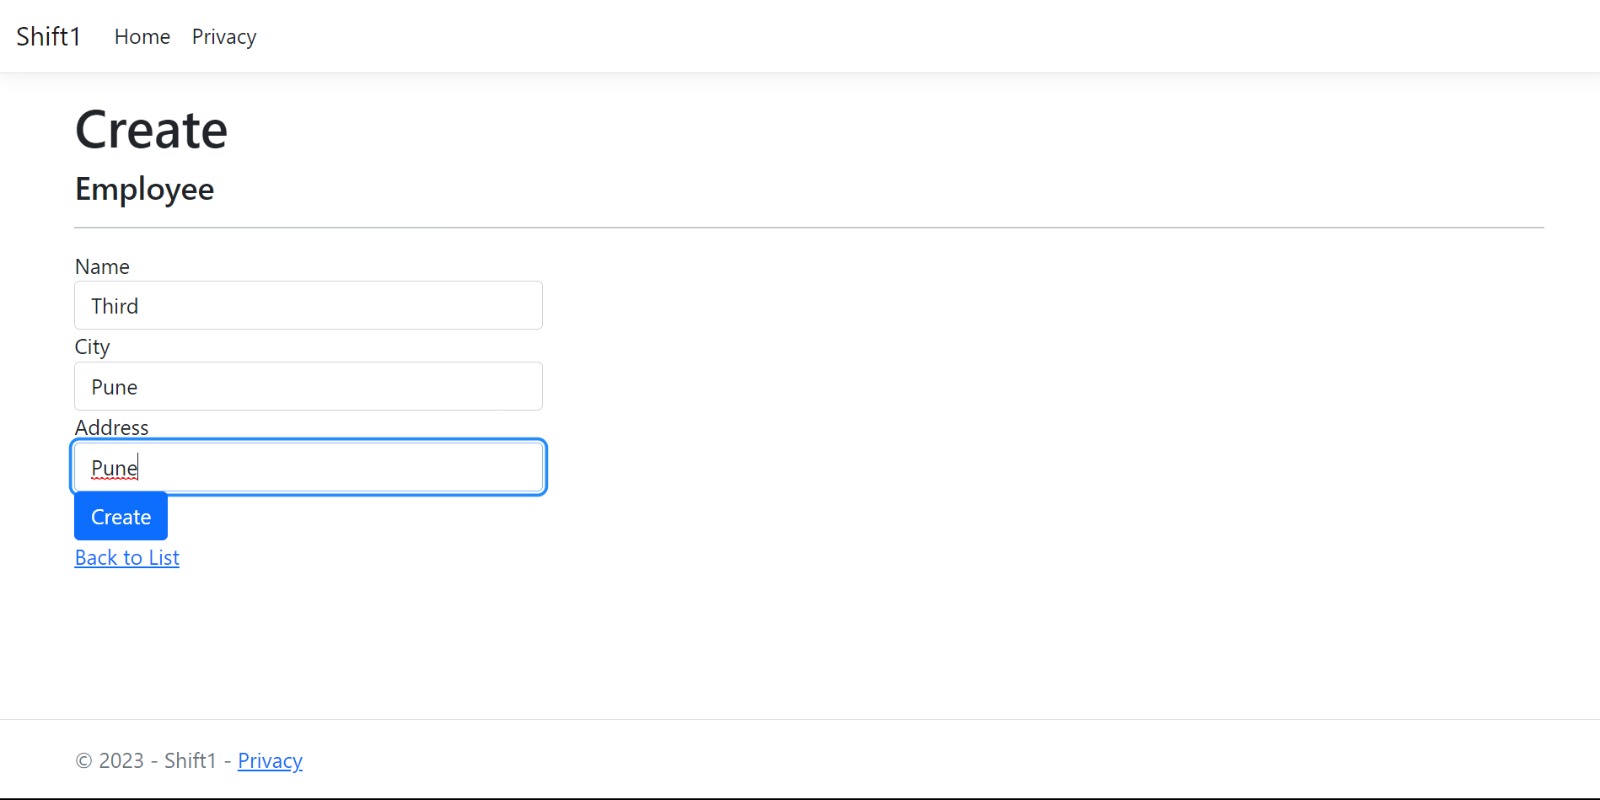 Shift1 Home Privacy
Create
Employee
Name
Third
City
Pune
Address
Pune
Create
Back to List
© 2023 - Shift1 - Privacy